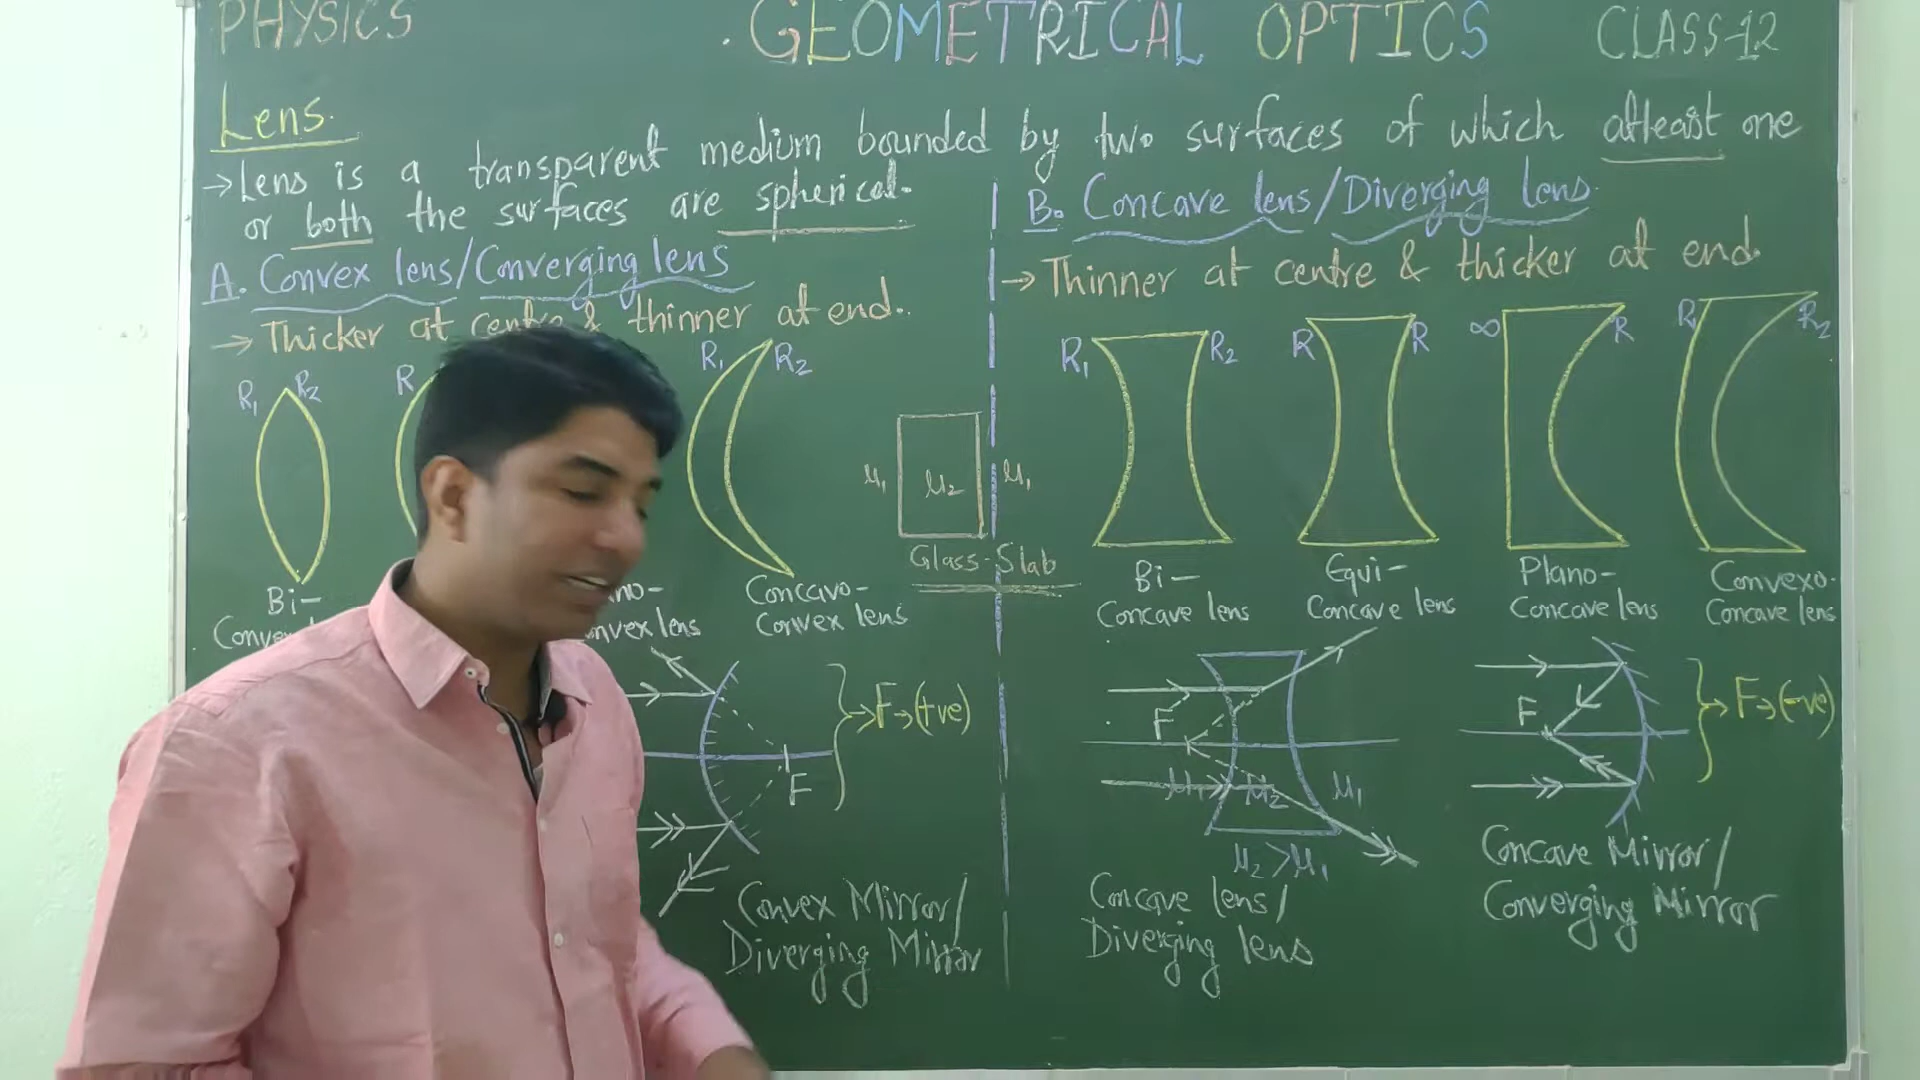 PHYSICS
GEOMETRICAL OPTICS
CLASS-12
Lens.
→ Lens is a transparent medium bounded by two surfaces of which atleast one
or both the surfaces are spherical.
A. Convex lens/Converging lens
→ Thicker at centre & thinner at end.
R₁ R₂
R
R₁ R₂
Bi-
Concavo-
Convex lens
μ₁ μ₂ μ₁
Glass-Slab
F
F→(+ve)
Convex Mirror/
Diverging Mirror
B. Concave lens/Diverging lens
→ Thinner at centre & thicker at end.
R₁ R₂
R R
∞ R
R₁ R₂
Bi-
Concave lens
Equi-
Concave lens
Plano-
Concave lens
Convexo-
Concave lens
F
μ₁ μ₂ μ₁
μ₂>μ₁
Concave lens/
Diverging lens
F
F→(-ve)
Concave Mirror/
Converging Mirror